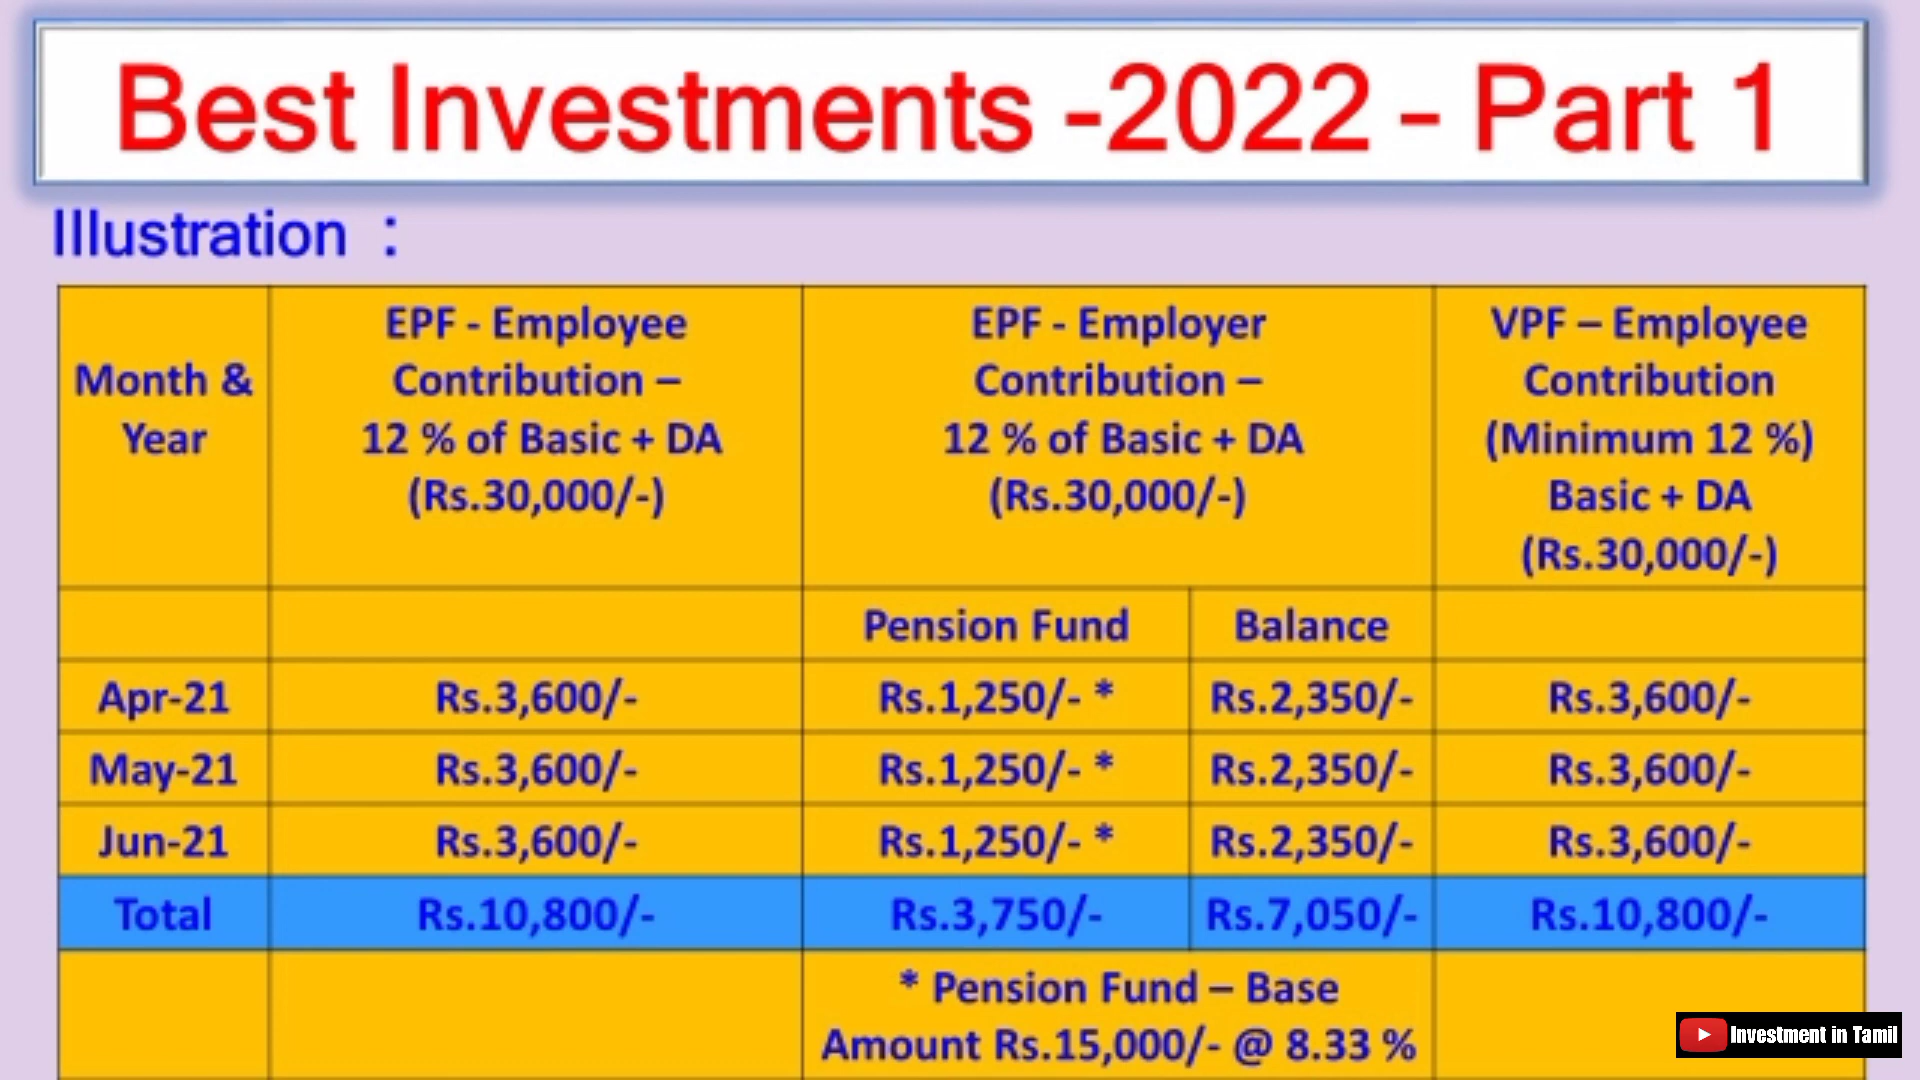 Best Investments -2022 - Part 1
Illustration :
Month &
Year
EPF - Employee
Contribution –
12 % of Basic + DA
(Rs.30,000/-)
EPF - Employer
Contribution –
12 % of Basic + DA
(Rs.30,000/-)
VPF – Employee
Contribution
(Minimum 12 %)
Basic + DA
(Rs.30,000/-)
Pension Fund Balance
Apr-21 Rs.3,600/- Rs.1,250/- * Rs.2,350/- Rs.3,600/-
May-21 Rs.3,600/- Rs.1,250/- * Rs.2,350/- Rs.3,600/-
Jun-21 Rs.3,600/- Rs.1,250/- * Rs.2,350/- Rs.3,600/-
Total Rs.10,800/- Rs.3,750/- Rs.7,050/- Rs.10,800/-
* Pension Fund – Base
Amount Rs.15,000/- @ 8.33 %
Investment in Tamil